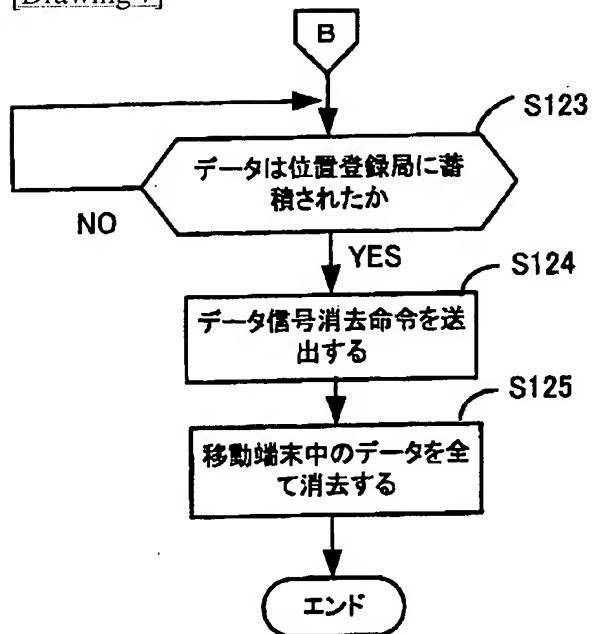 [Drawing 7]
B
S123
データは位置登録局に蓄
積されたか
NO
YES
S124
データ信号消去命令を送
出する
S125
移動端末中のデータを全
て消去する
エンド